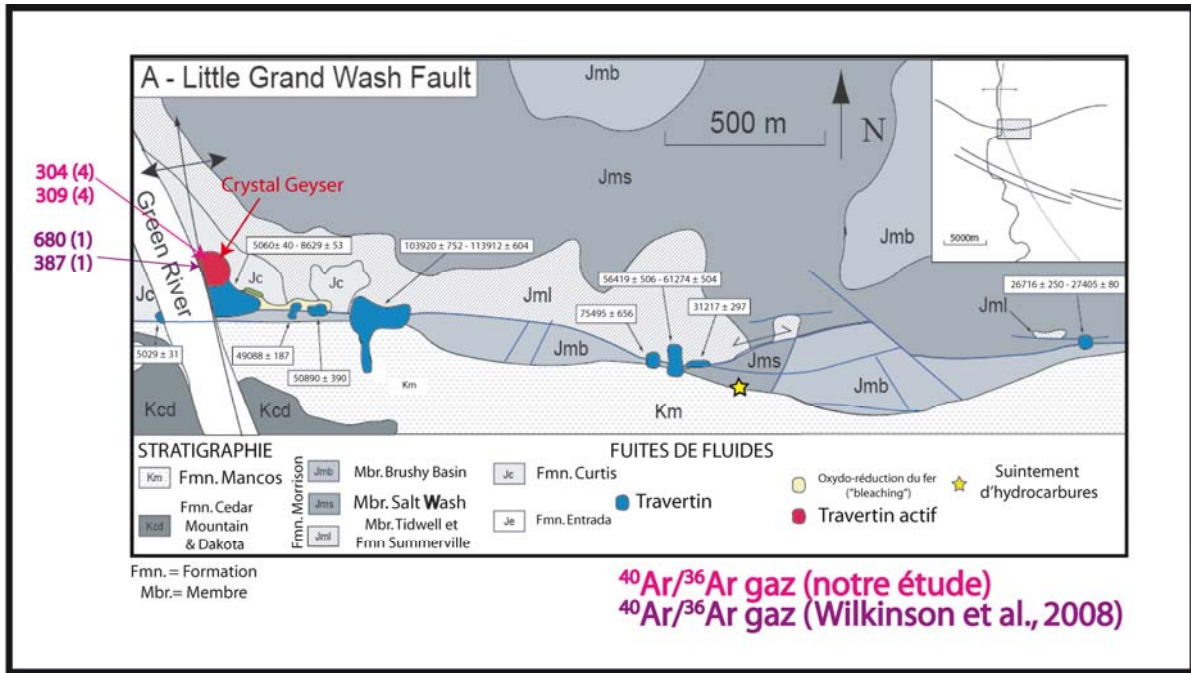 A - Little Grand Wash Fault
Jmb
500 m
N
5000m
304 (4)
309 (4)
Crystal Geyser
680 (1)
387 (1)
Green River
Jms
Jmb
5060± 40 - 8629 ± 53
103920 ± 752 - 113912 ± 604
Jc
Jc
Jc
Jml
56419 ± 506 - 61274 ± 504
26716 ± 250 - 27405 ± 80
75495 ± 656
31217 ± 297
Jml
5029 ± 31
49088 ± 187
50890 ± 390
Jmb
Jms
Jmb
Km
Km
Kcd
Kcd
STRATIGRAPHIE
FUITES DE FLUIDES
Km Fmn. Mancos
Kcd Fmn. Cedar
Mountain
& Dakota
Fmn. Morrison
Jmb Mbr. Brushy Basin
Jms Mbr. Salt Wash
Jml Mbr. Tidwell et
Fmn Summerville
Jc Fmn. Curtis
Je Fmn. Entrada
Travertin
Oxydo-réduction du fer
("bleaching")
Travertin actif
Suintement
d'hydrocarbures
Fmn. = Formation
Mbr.= Membre
⁴⁰Ar/³⁶Ar gaz (notre étude)
⁴⁰Ar/³⁶Ar gaz (Wilkinson et al., 2008)